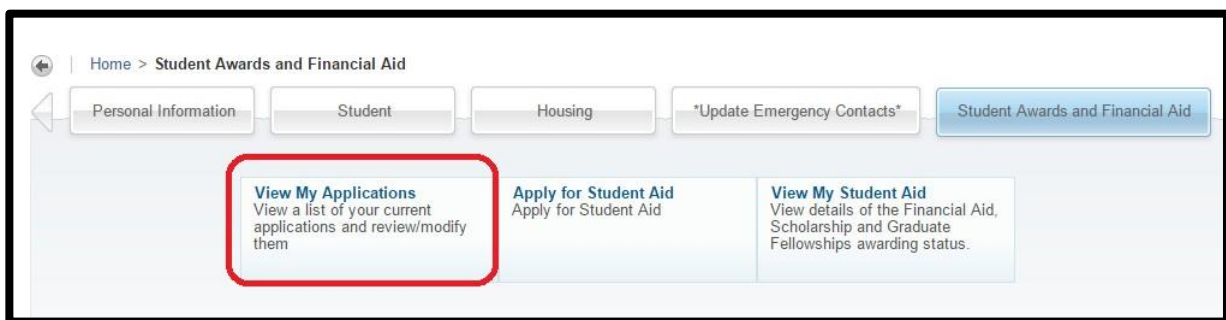 Home > Student Awards and Financial Aid
Personal Information
Student
Housing
*Update Emergency Contacts*
Student Awards and Financial Aid
View My Applications
View a list of your current
applications and review/modify
them
Apply for Student Aid
Apply for Student Aid
View My Student Aid
View details of the Financial Aid,
Scholarship and Graduate
Fellowships awarding status.